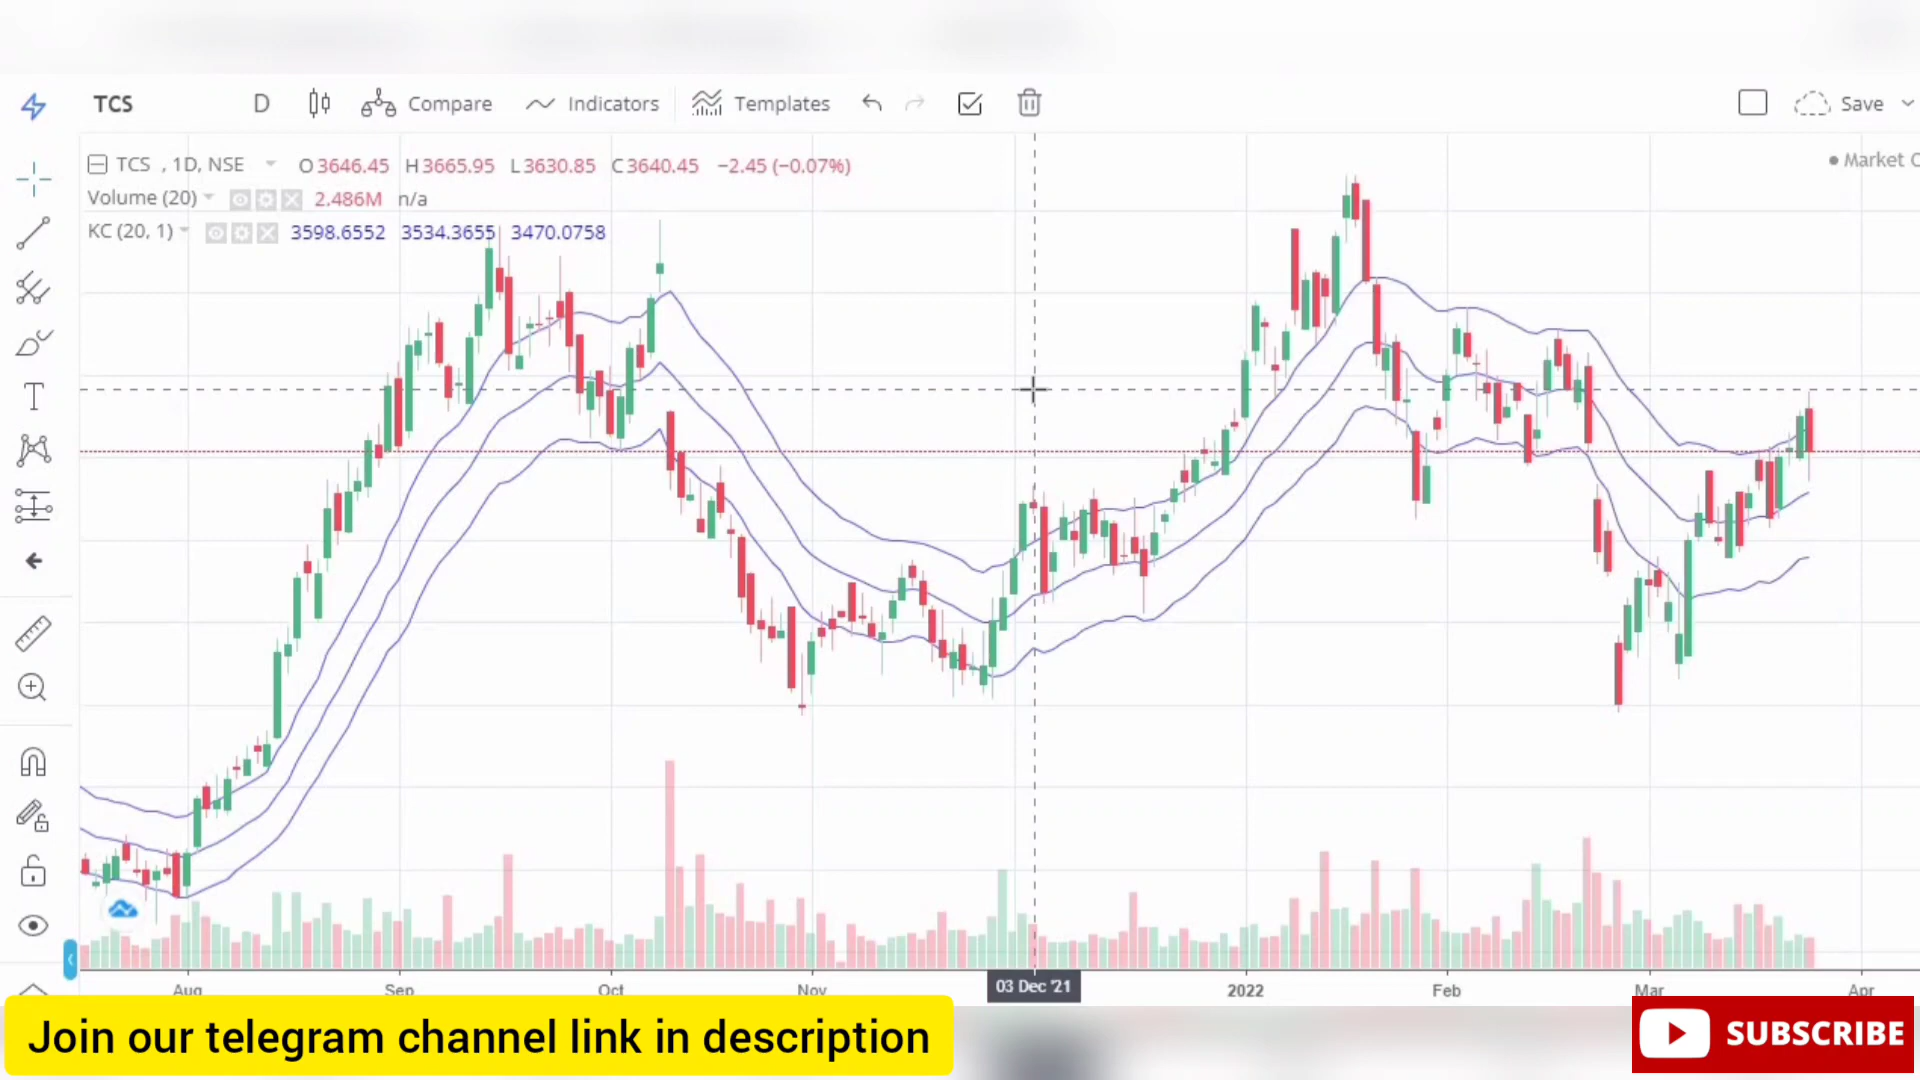 TCS D Compare Indicators Templates Save
TCS , 1D, NSE O3646.45 H3665.95 L3630.85 C3640.45 −2.45 (−0.07%)
Market
Volume (20) 2.486M n/a
KC (20, 1) 3598.6552 3534.3655 3470.0758
Aug Sep Oct Nov 03 Dec '21 2022 Feb Mar Apr
Join our telegram channel link in description
SUBSCRIBE